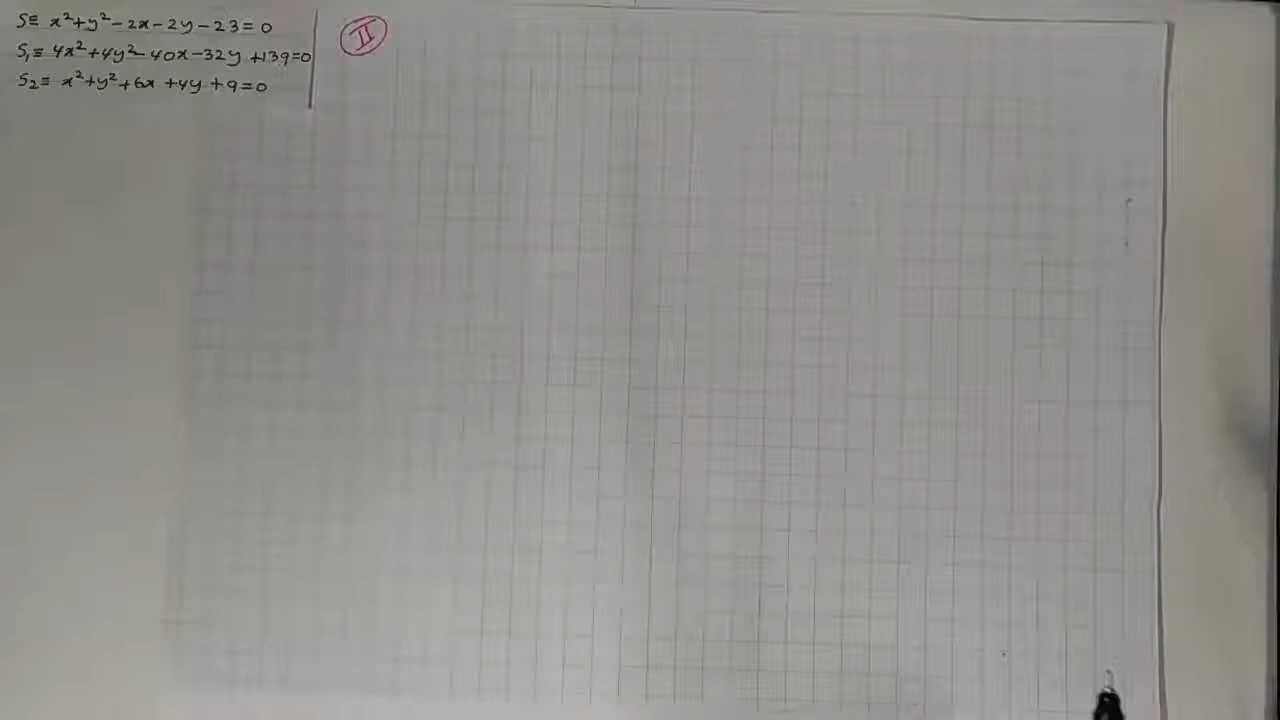 S≡ x²+y²-2x-2y-23=0
S₁≡ 4x²+4y²-40x-32y+139=0
S₂≡ x²+y²+6x+4y+9=0
II